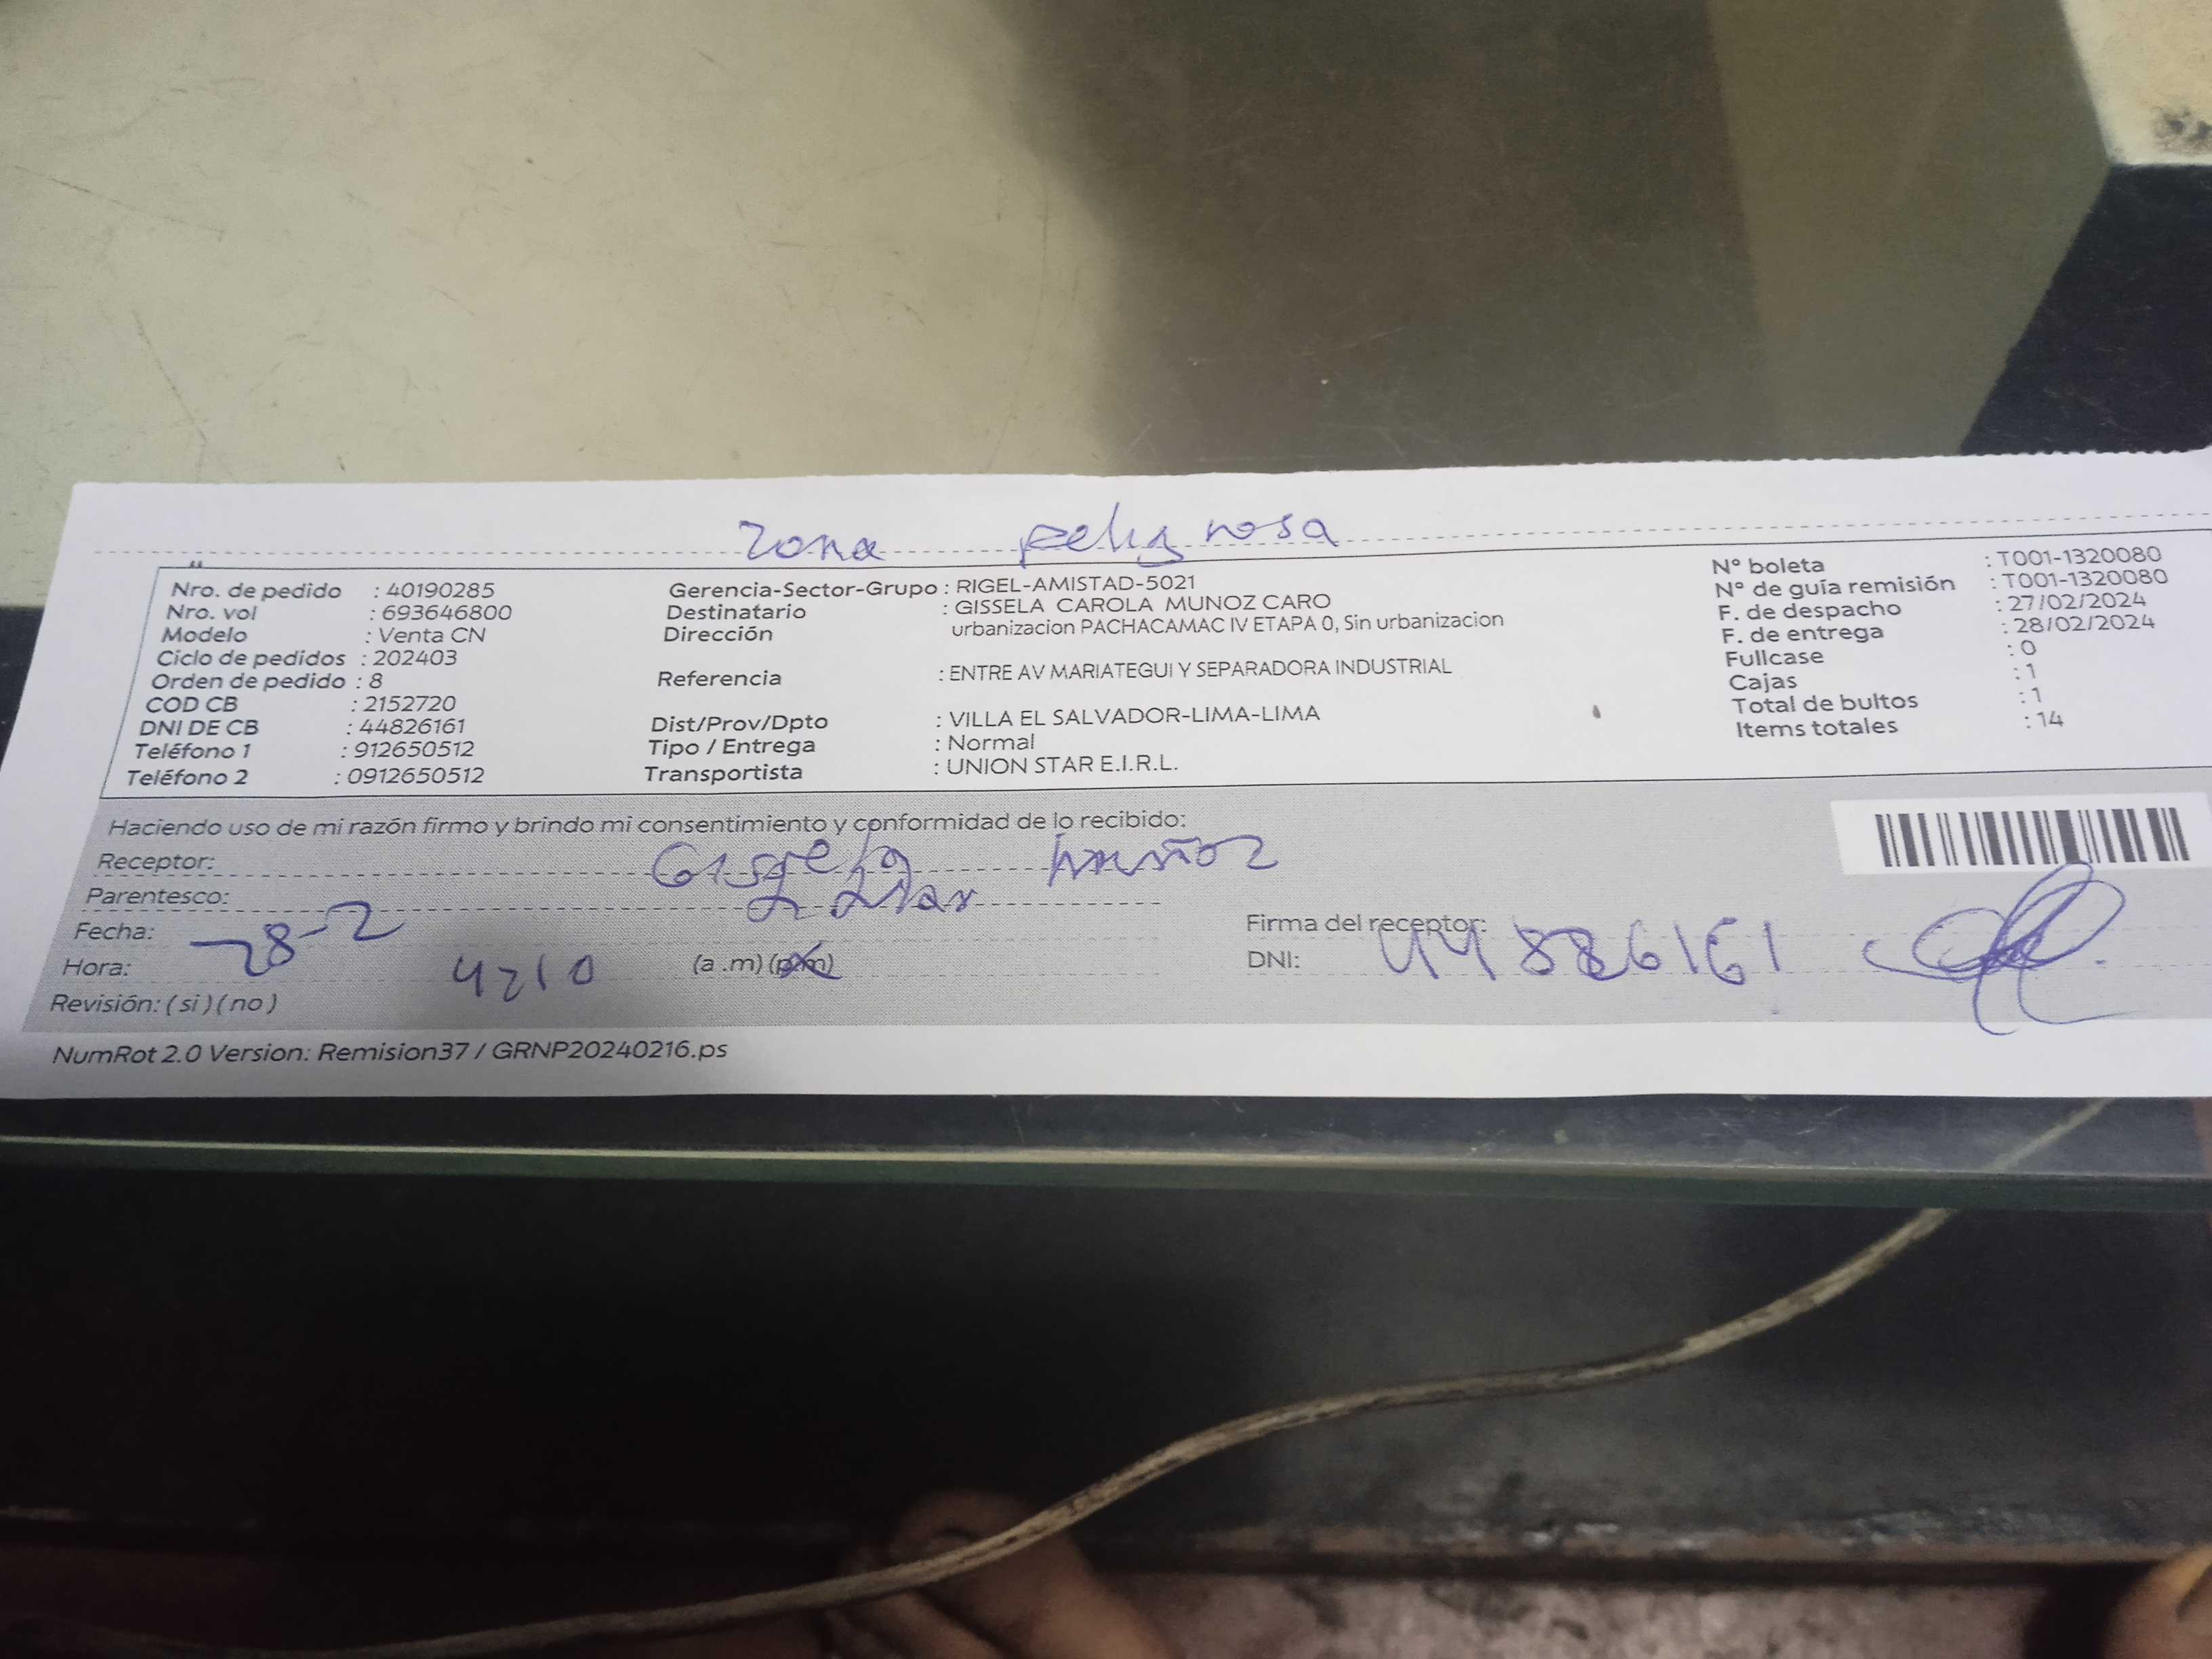 Zona peligrosa
Nro. de pedido : 40190285
Nro. vol : 693646800
Modelo : Venta CN
Ciclo de pedidos : 202403
Orden de pedido : 8
COD CB : 2152720
DNI DE CB : 44826161
Teléfono 1 : 912650512
Teléfono 2 : 0912650512
Gerencia-Sector-Grupo : RIGEL-AMISTAD-5021
Destinatario : GISSELA CAROLA MUNOZ CARO
Dirección urbanizacion PACHACAMAC IV ETAPA 0, Sin urbanizacion
Referencia : ENTRE AV MARIATEGUI Y SEPARADORA INDUSTRIAL
Dist/Prov/Dpto : VILLA EL SALVADOR-LIMA-LIMA
Tipo / Entrega : Normal
Transportista : UNION STAR E.I.R.L.
N° boleta : T001-1320080
N° de guía remisión : T001-1320080
F. de despacho : 27/02/2024
F. de entrega : 28/02/2024
Fullcase : 0
Cajas : 1
Total de bultos : 1
Items totales : 14
Haciendo uso de mi razón firmo y brindo mi consentimiento y conformidad de lo recibido:
Receptor: Gissela Muñoz
Parentesco:
Fecha: 28-2
Hora: 4210 (a .m) (p.m)
Revisión: ( si ) ( no )
Firma del receptor:
DNI: 44826161
NumRot 2.0 Version: Remision37 / GRNP20240216.ps